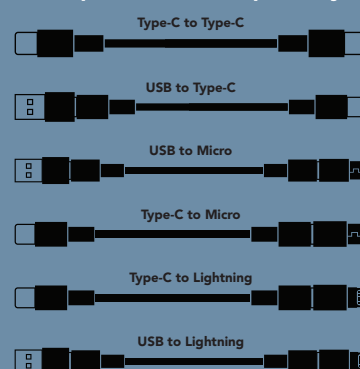 Type-C to Type-C
USB to Type-C
USB to Micro
Type-C to Micro
Type-C to Lightning
USB to Lightning